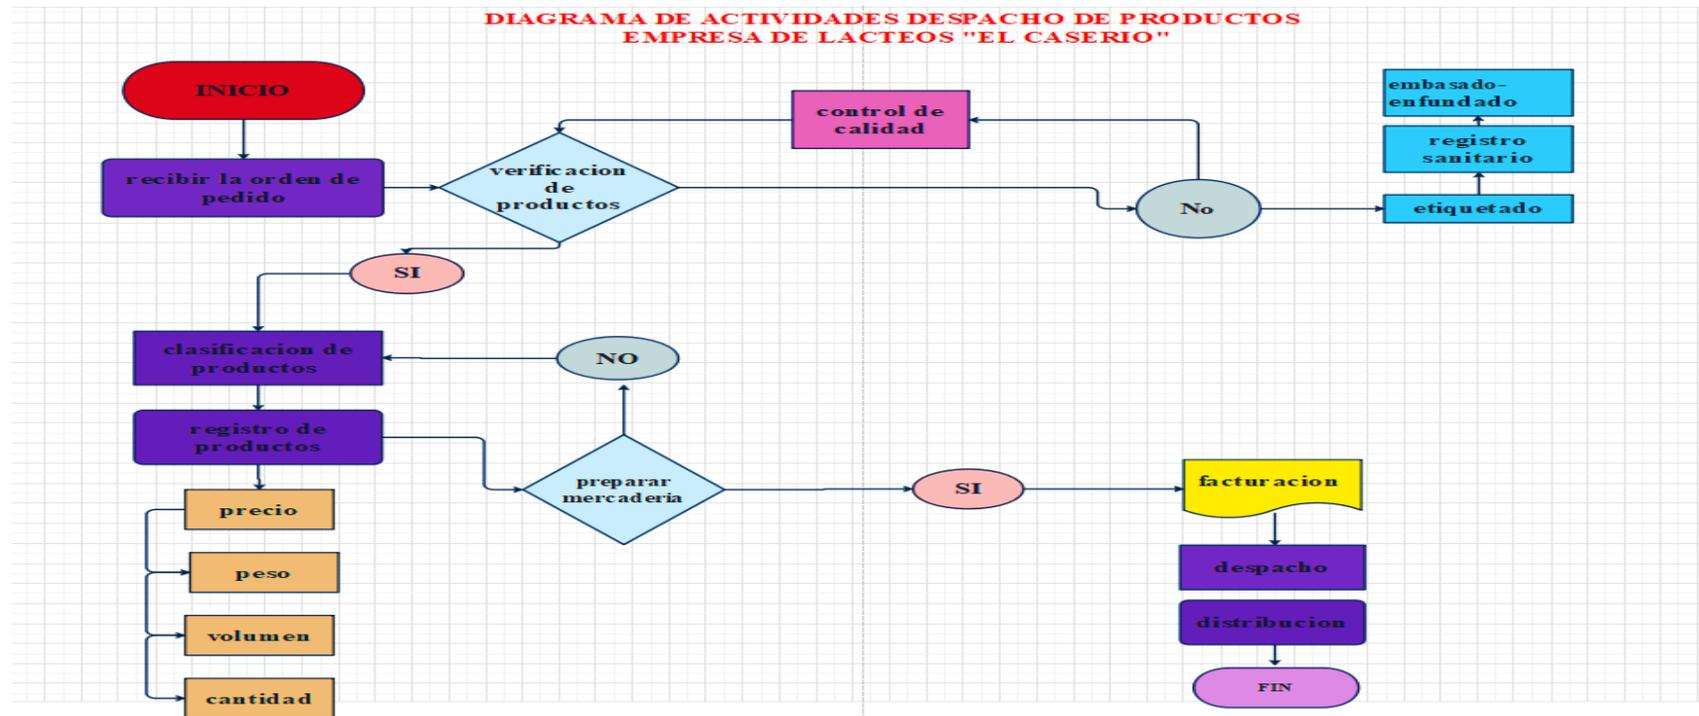 DIAGRAMA DE ACTIVIDADES DESPACHO DE PRODUCTOS
EMPRESA DE LACTEOS "EL CASERIO"
INICIO
recibir la orden de
pedido
verificacion
de
productos
control de
calidad
No
embasado-
enfundado
registro
sanitario
etiquetado
SI
clasificacion de
productos
NO
registro de
productos
preparar
mercaderia
SI
facturacion
precio
peso
volumen
cantidad
despacho
distribucion
FIN